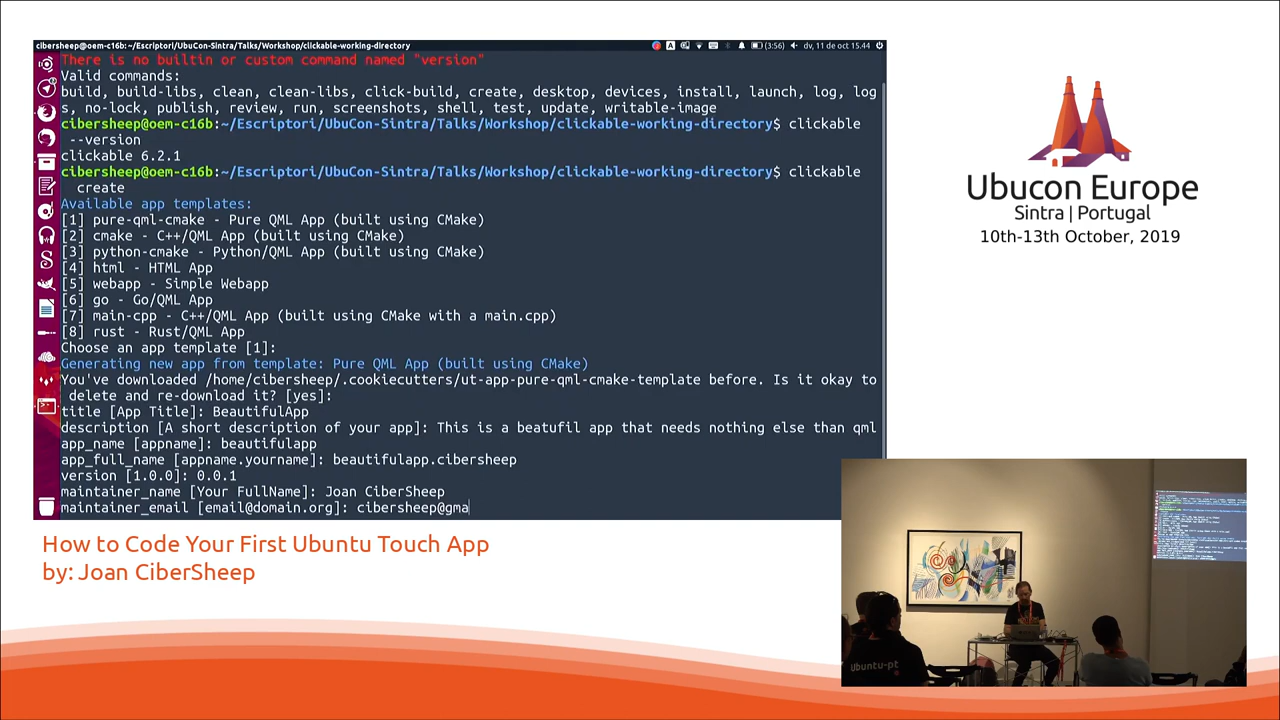 cibersheep@oem-c16b: ~/Escriptori/UbuCon-Sintra/Talks/Workshop/clickable-working-directory
(3:56) dv, 11 de oct 15.44
There is no builtin or custom command named "version"
Valid commands:
build, build-libs, clean, clean-libs, click-build, create, desktop, devices, install, launch, log, log
s, no-lock, publish, review, run, screenshots, shell, test, update, writable-image
cibersheep@oem-c16b:~/Escriptori/UbuCon-Sintra/Talks/Workshop/clickable-working-directory$ clickable
--version
clickable 6.2.1
cibersheep@oem-c16b:~/Escriptori/UbuCon-Sintra/Talks/Workshop/clickable-working-directory$ clickable
create
Available app templates:
[1] pure-qml-cmake - Pure QML App (built using CMake)
[2] cmake - C++/QML App (built using CMake)
[3] python-cmake - Python/QML App (built using CMake)
[4] html - HTML App
[5] webapp - Simple Webapp
[6] go - Go/QML App
[7] main-cpp - C++/QML App (built using CMake with a main.cpp)
[8] rust - Rust/QML App
Choose an app template [1]:
Generating new app from template: Pure QML App (built using CMake)
You've downloaded /home/cibersheep/.cookiecutters/ut-app-pure-qml-cmake-template before. Is it okay to
delete and re-download it? [yes]:
title [App Title]: BeautifulApp
description [A short description of your app]: This is a beatufil app that needs nothing else than qml
app_name [appname]: beautifulapp
app_full_name [appname.yourname]: beautifulapp.cibersheep
version [1.0.0]: 0.0.1
maintainer_name [Your FullName]: Joan CiberSheep
maintainer_email [email@domain.org]: cibersheep@gma
Ubucon Europe
Sintra | Portugal
10th-13th October, 2019
How to Code Your First Ubuntu Touch App
by: Joan CiberSheep
Ubuntu-pt